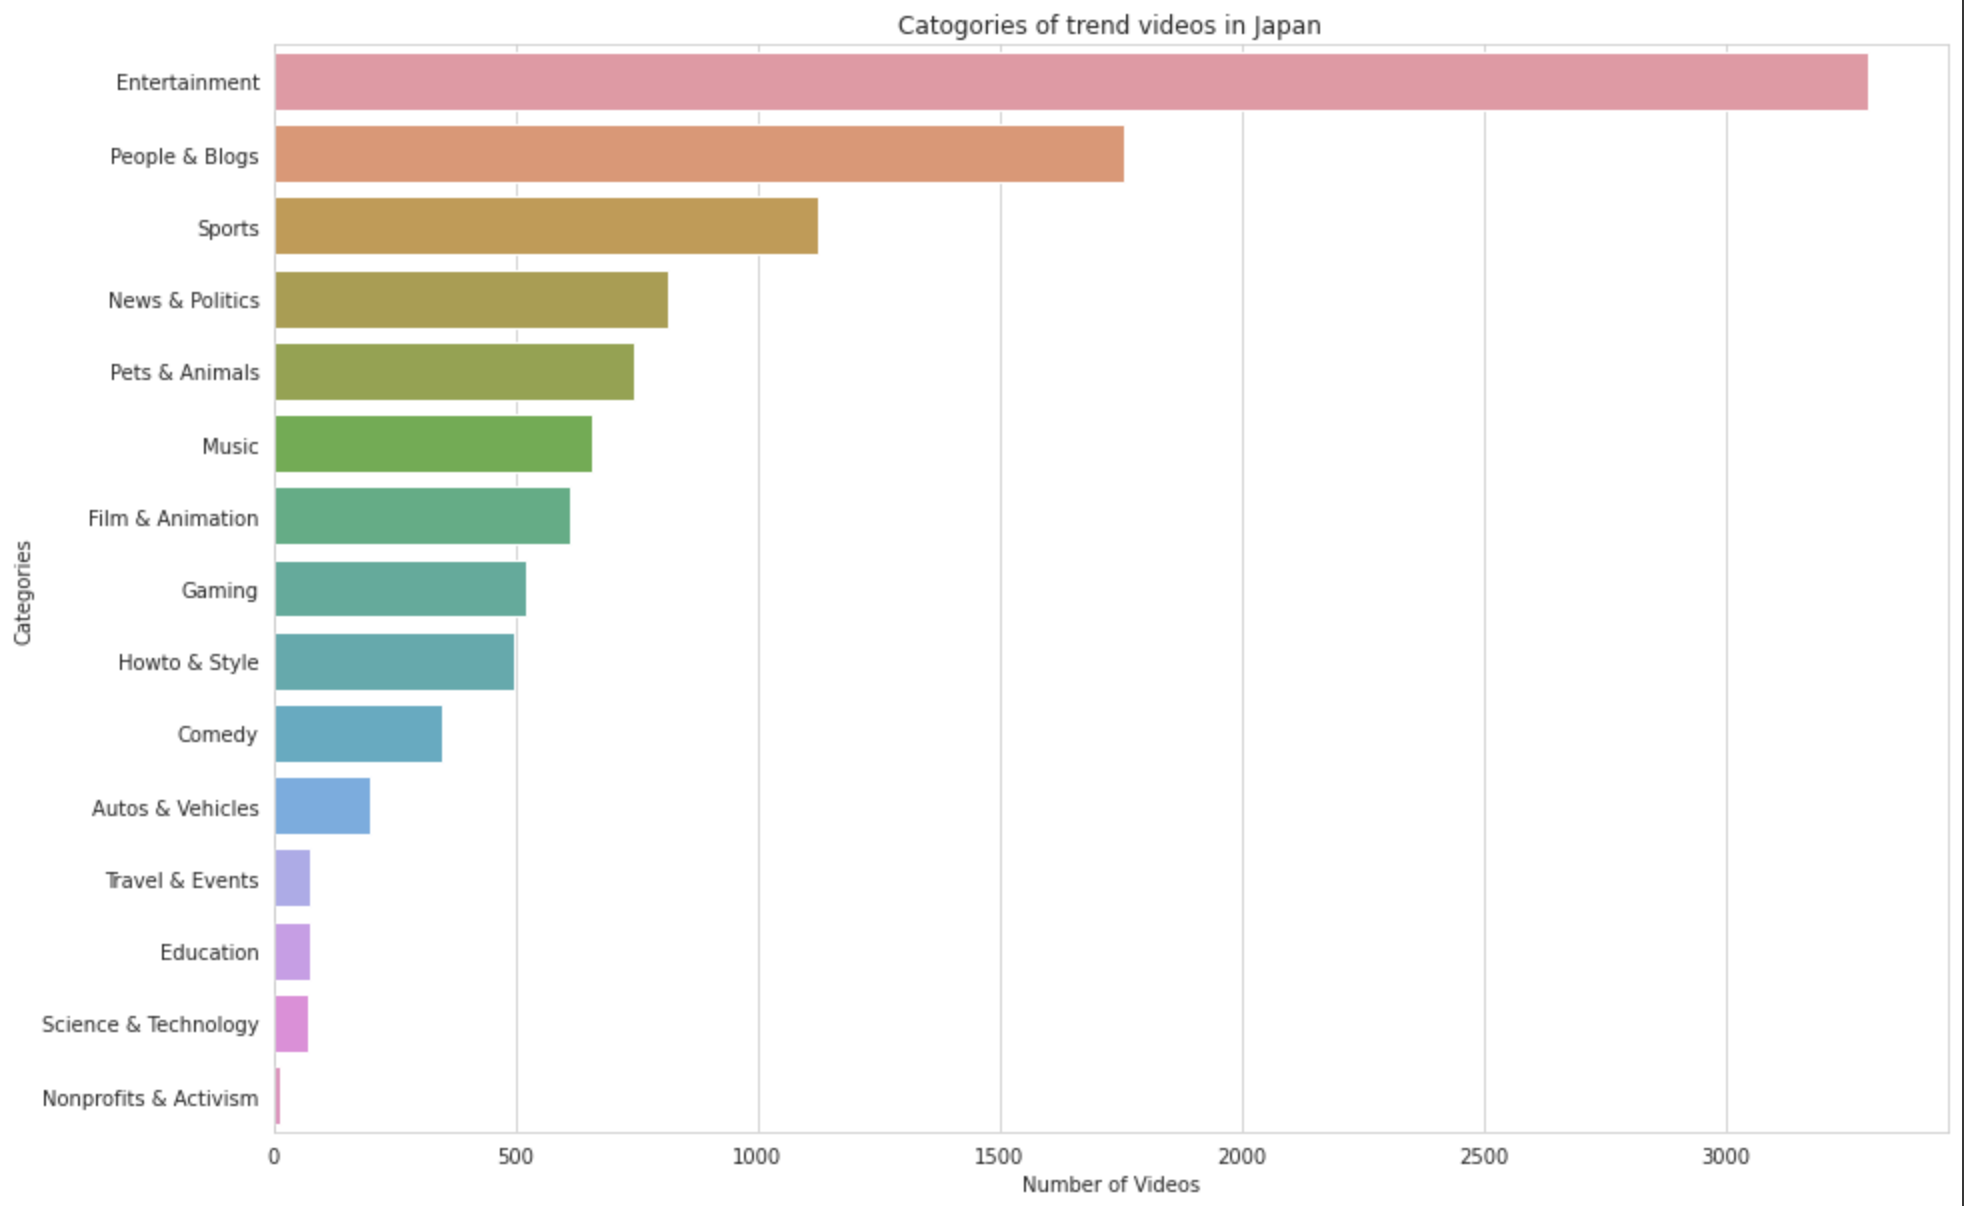 Catogories of trend videos in Japan
Categories
Entertainment
People & Blogs
Sports
News & Politics
Pets & Animals
Music
Film & Animation
Gaming
Howto & Style
Comedy
Autos & Vehicles
Travel & Events
Education
Science & Technology
Nonprofits & Activism
0 500 1000 1500 2000 2500 3000
Number of Videos